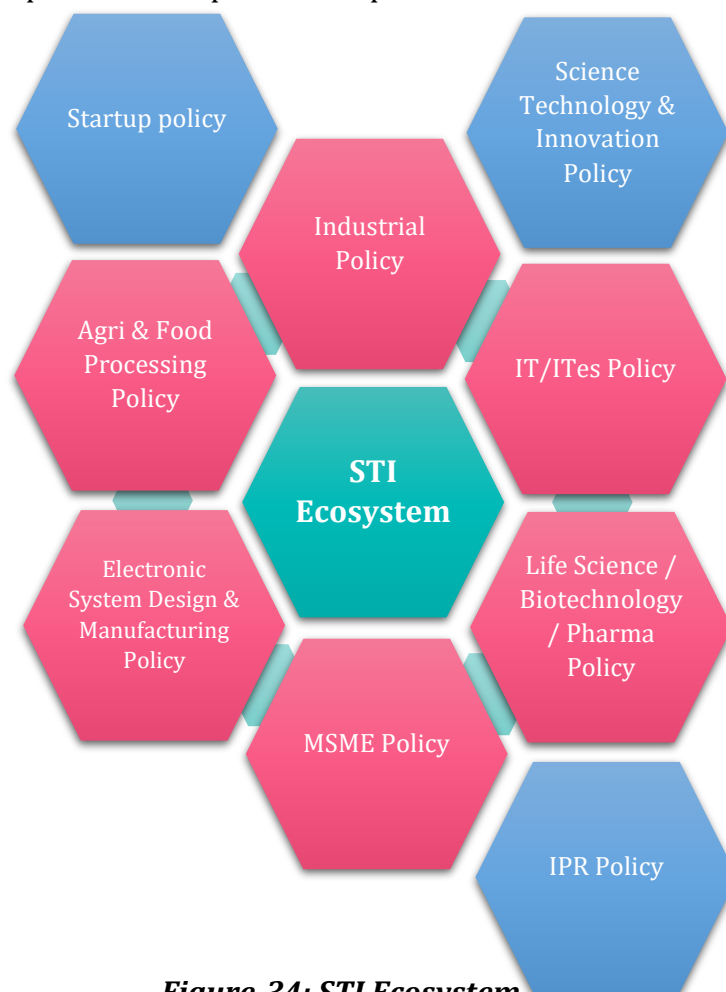 Startup policy
Science
Technology &
Innovation
Policy
Industrial
Policy
Agri & Food
Processing
Policy
IT/ITes Policy
STI
Ecosystem
Electronic
System Design &
Manufacturing
Policy
Life Science /
Biotechnology
/ Pharma
Policy
MSME Policy
IPR Policy
Figure 34: STI Ecosystem